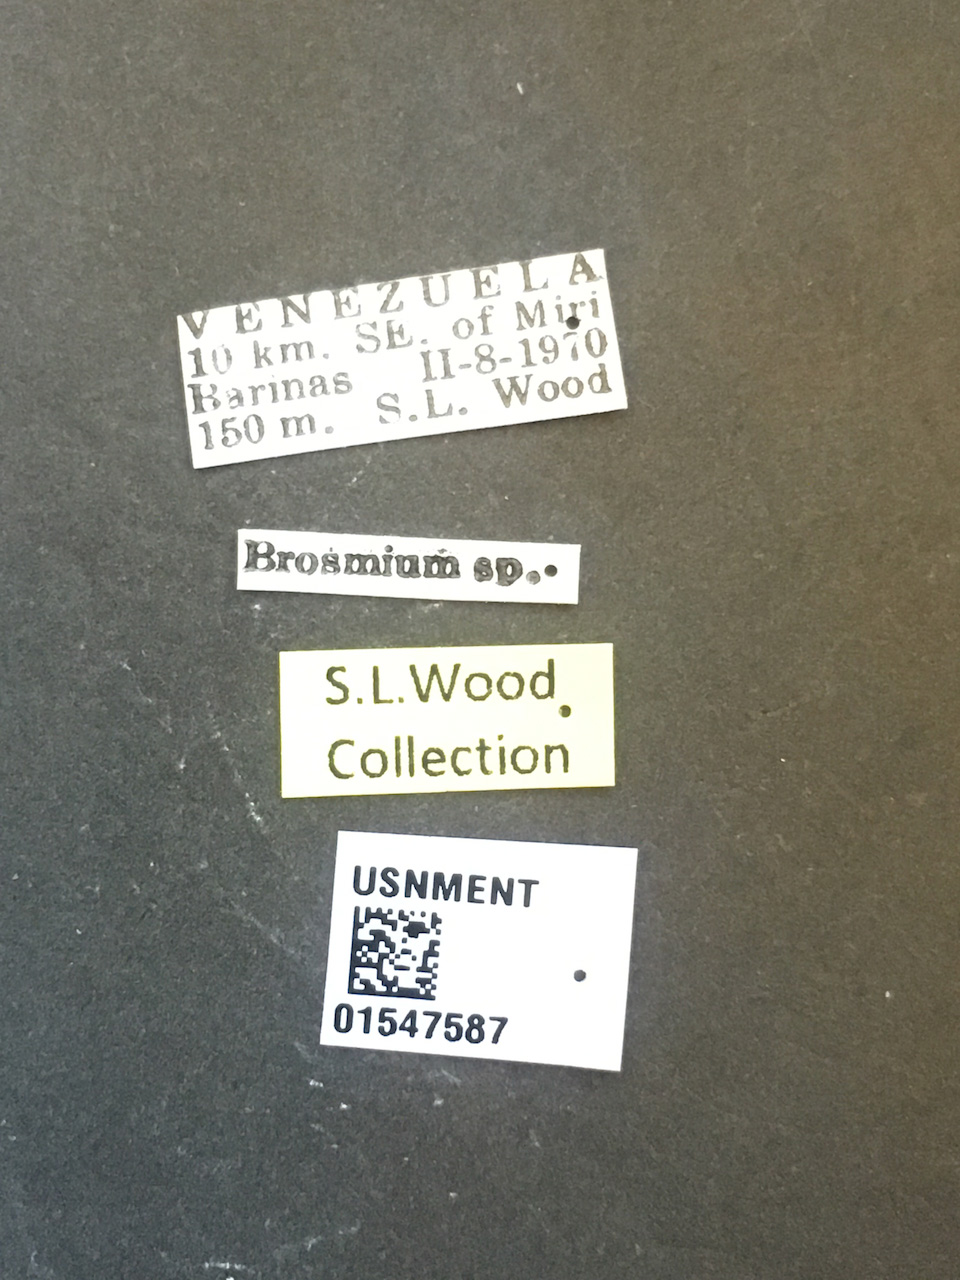 VENEZUELA
10 km. SE. of Miri
Barinas II-8-1970
150 m. S.L. Wood
Brosmium sp.
S.L.Wood
Collection
USNMENT
01547587